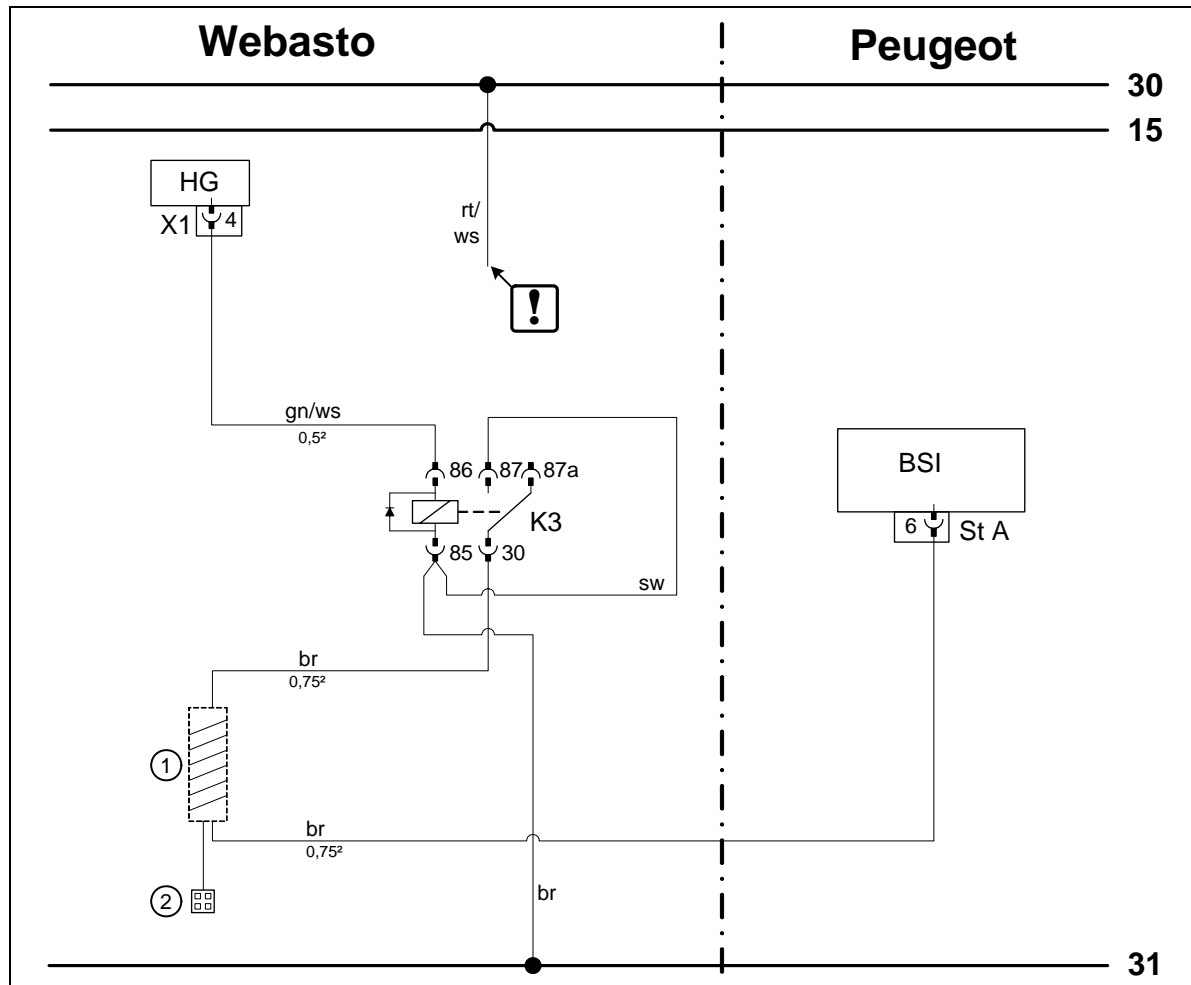 Webasto
Peugeot
30
15
HG
X1
4
rt/
ws
!
gn/ws
0,5²
86
87
87a
K3
85
30
sw
BSI
6
St A
br
0,75²
1
br
0,75²
2
br
31